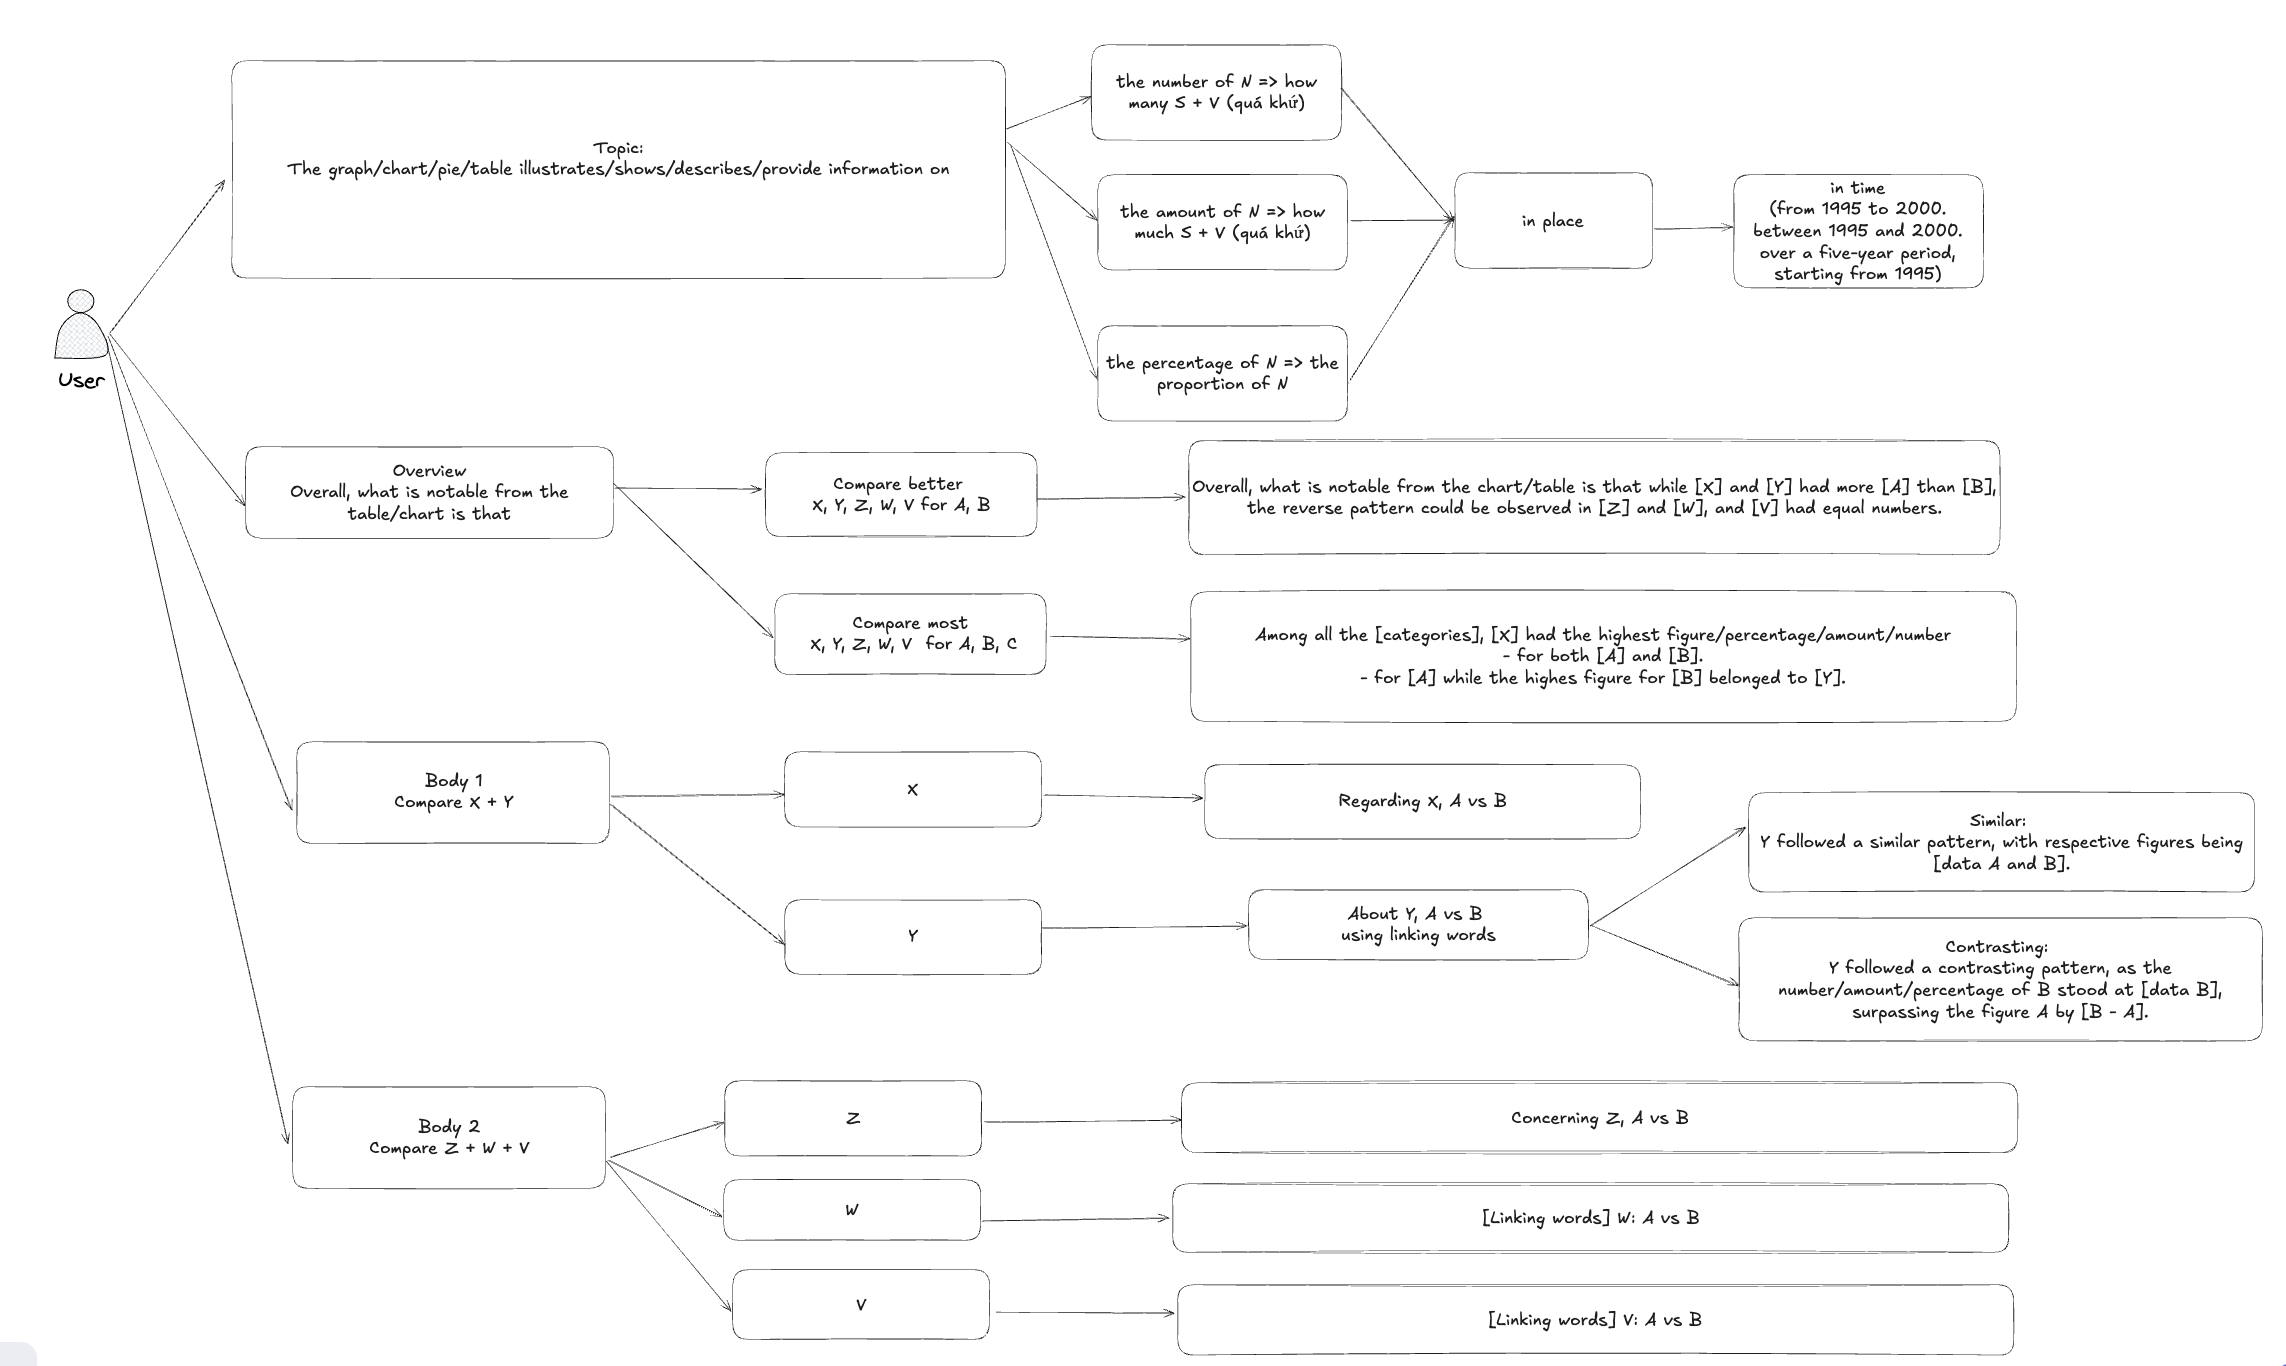 Topic:
The graph/chart/pie/table illustrates/shows/describes/provide information on
the number of N => how
many S + V (quá khứ)
the amount of N => how
much S + V (quá khứ)
the percentage of N => the
proportion of N
in place
in time
(from 1995 to 2000.
between 1995 and 2000.
over a five-year period,
starting from 1995)
User
Overview
Overall, what is notable from the
table/chart is that
Compare better
X, Y, Z, W, V for A, B
Overall, what is notable from the chart/table is that while [X] and [Y] had more [A] than [B],
the reverse pattern could be observed in [Z] and [W], and [V] had equal numbers.
Compare most
X, Y, Z, W, V for A, B, C
Among all the [categories], [X] had the highest figure/percentage/amount/number
- for both [A] and [B].
- for [A] while the highes figure for [B] belonged to [Y].
Body 1
Compare X + Y
X
Regarding X, A vs B
Y
About Y, A vs B
using linking words
Similar:
Y followed a similar pattern, with respective figures being
[data A and B].
Contrasting:
Y followed a contrasting pattern, as the
number/amount/percentage of B stood at [data B],
surpassing the figure A by [B - A].
Body 2
Compare Z + W + V
Z
Concerning Z, A vs B
W
[Linking words] W: A vs B
V
[Linking words] V: A vs B